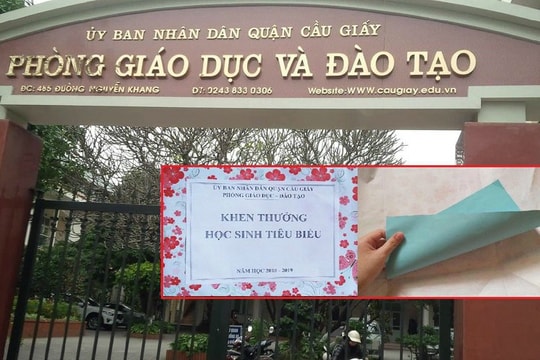 ỦY BAN NHÂN DÂN QUẬN CẦU GIẤY
PHÒNG GIÁO DỤC VÀ ĐÀO TẠO
ĐC: 485 ĐƯỜNG NGUYỄN KHANG ĐT: 0243 833 0306 Website:WWW.caugiay.edu.vn
ỦY BAN NHÂN DÂN QUẬN CẦU GIẤY
PHÒNG GIÁO DỤC – ĐÀO TẠO
KHEN THƯỞNG
HỌC SINH TIÊU BIỂU
NĂM HỌC 2018 - 2019